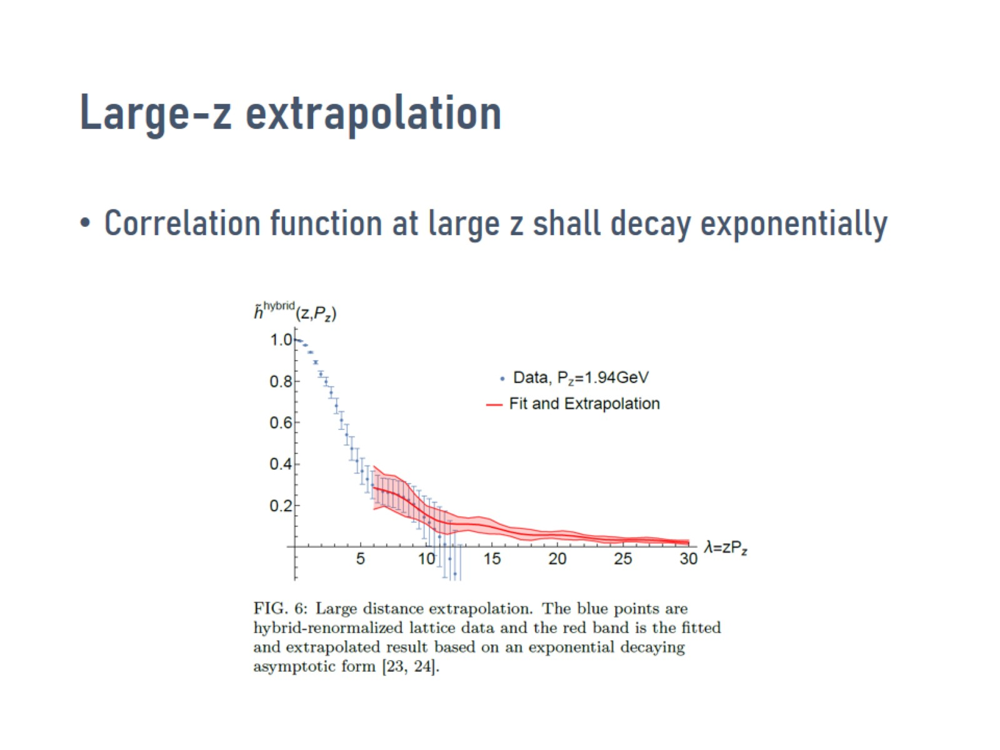 Large-z extrapolation
• Correlation function at large z shall decay exponentially
h̃^hybrid(z,P_z)
1.0
0.8
0.6
0.4
0.2
Data, P_z=1.94GeV
Fit and Extrapolation
5 10 15 20 25 30 λ=zP_z
FIG. 6: Large distance extrapolation. The blue points are
hybrid-renormalized lattice data and the red band is the fitted
and extrapolated result based on an exponential decaying
asymptotic form [23, 24].